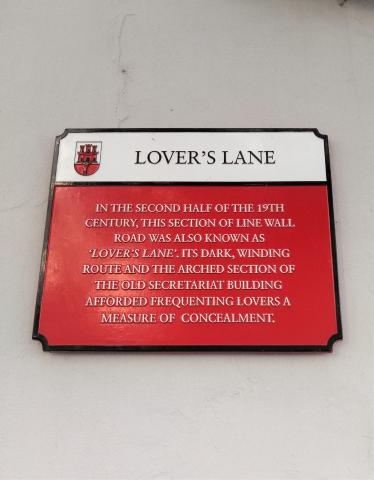 LOVER'S LANE
IN THE SECOND HALF OF THE 19TH
CENTURY, THIS SECTION OF LINE WALL
ROAD WAS ALSO KNOWN AS
'LOVER'S LANE'. ITS DARK, WINDING
ROUTE AND THE ARCHED SECTION OF
THE OLD SECRETARIAT BUILDING
AFFORDED FREQUENTING LOVERS A
MEASURE OF CONCEALMENT.